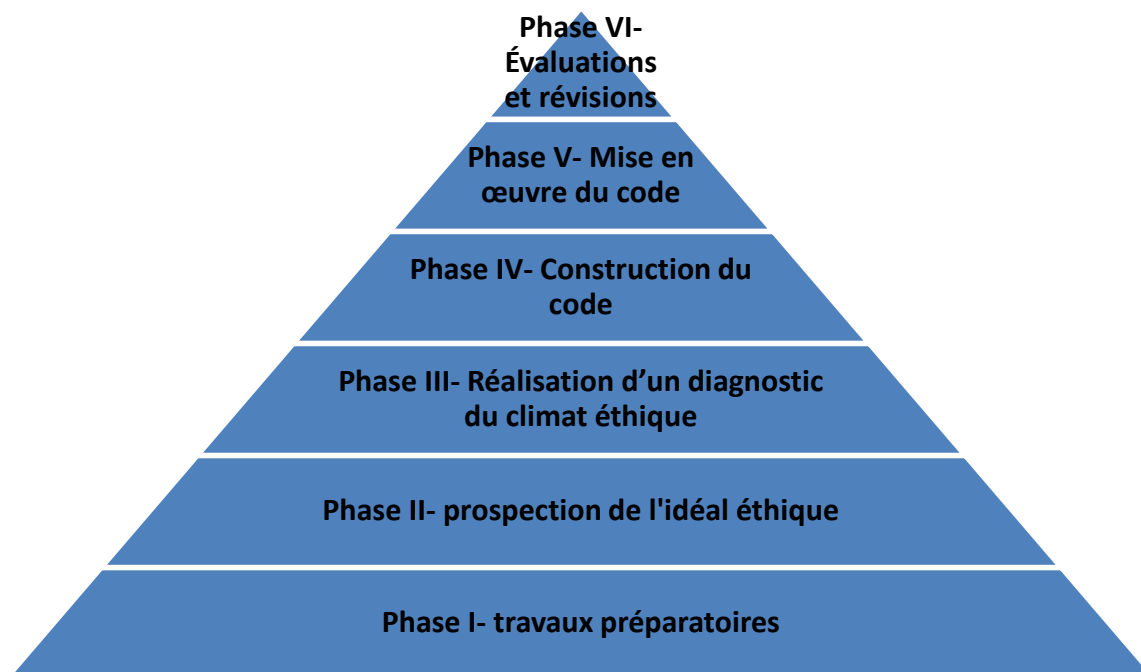 Phase VI-
Évaluations
et révisions
Phase V- Mise en
œuvre du code
Phase IV- Construction du
code
Phase III- Réalisation d’un diagnostic
du climat éthique
Phase II- prospection de l'idéal éthique
Phase I- travaux préparatoires